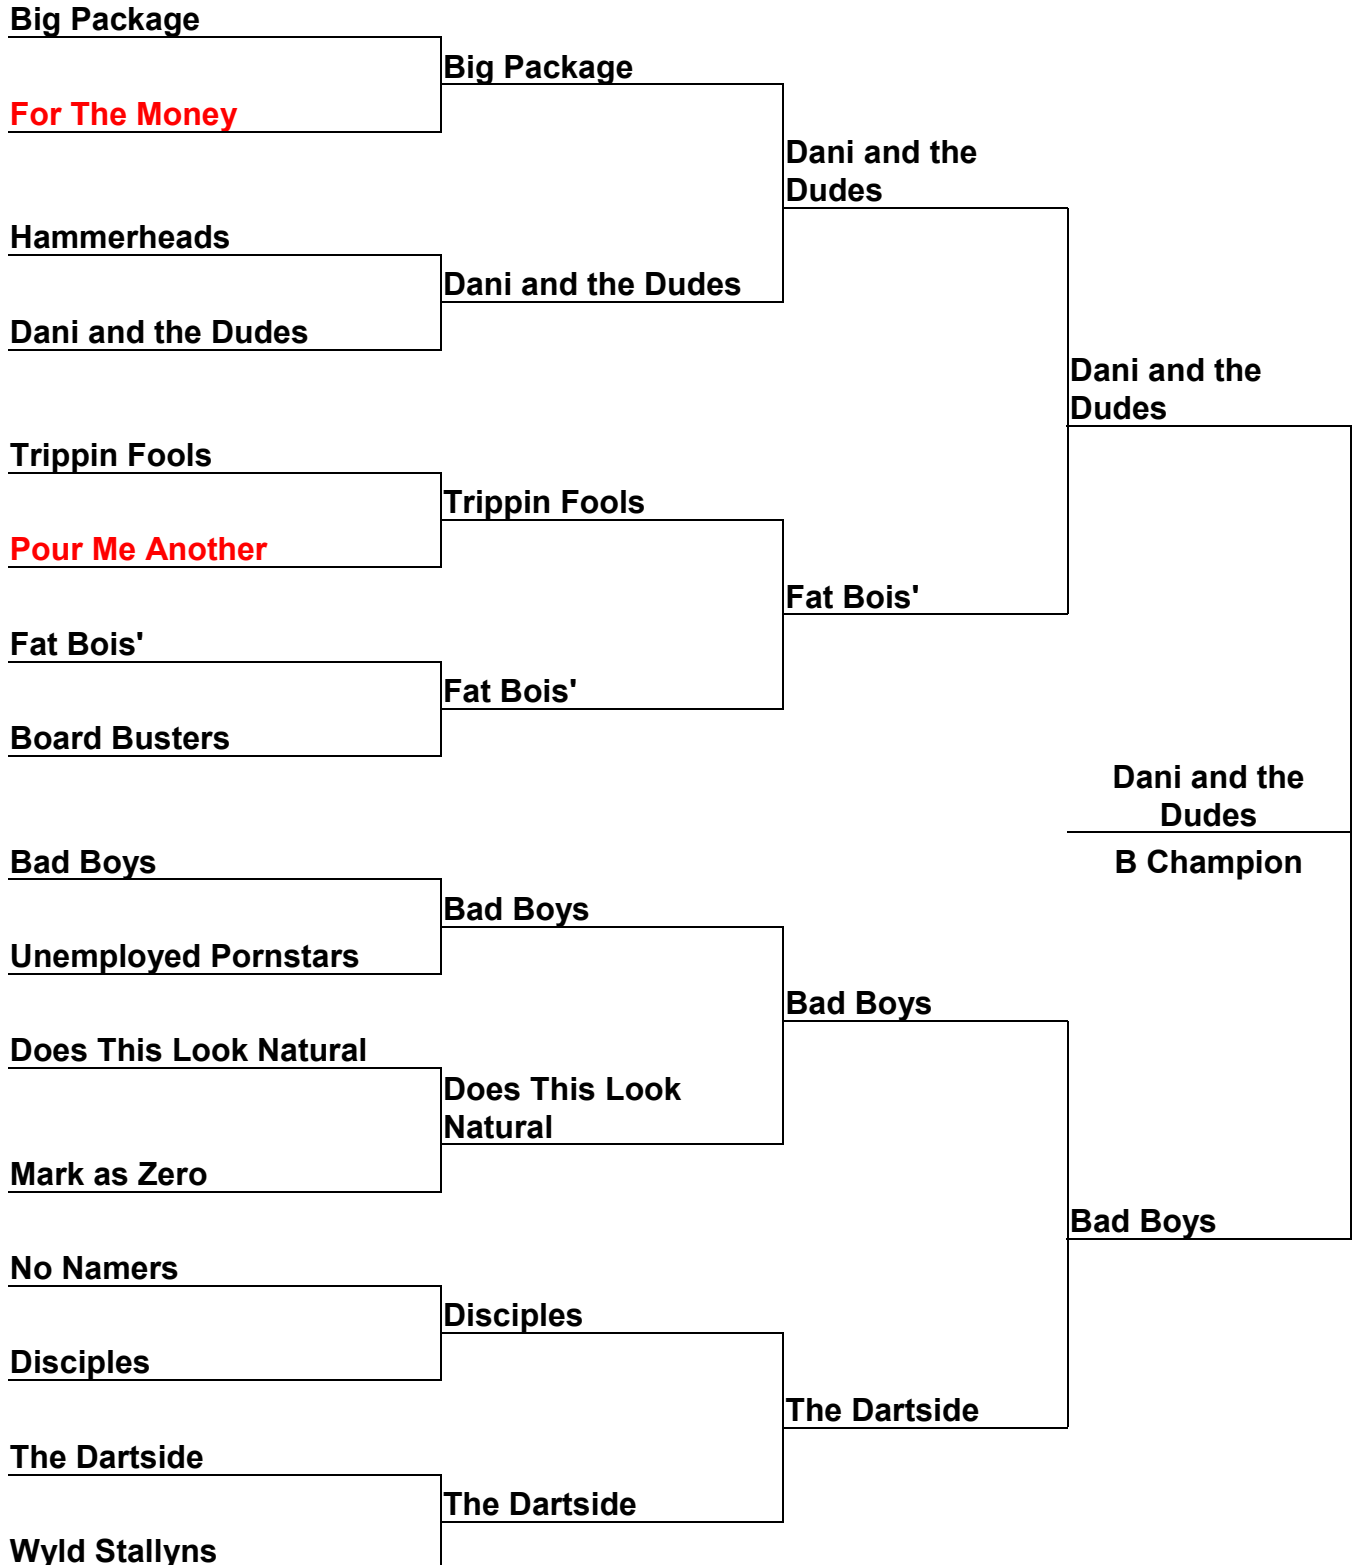 Big Package
Big Package
For The Money
Dani and the
Dudes
Hammerheads
Dani and the Dudes
Dani and the Dudes
Dani and the
Dudes
Trippin Fools
Trippin Fools
Pour Me Another
Fat Bois'
Fat Bois'
Fat Bois'
Board Busters
Dani and the
Dudes
B Champion
Bad Boys
Bad Boys
Unemployed Pornstars
Bad Boys
Does This Look Natural
Does This Look
Natural
Mark as Zero
Bad Boys
No Namers
Disciples
Disciples
The Dartside
The Dartside
The Dartside
Wyld Stallyns